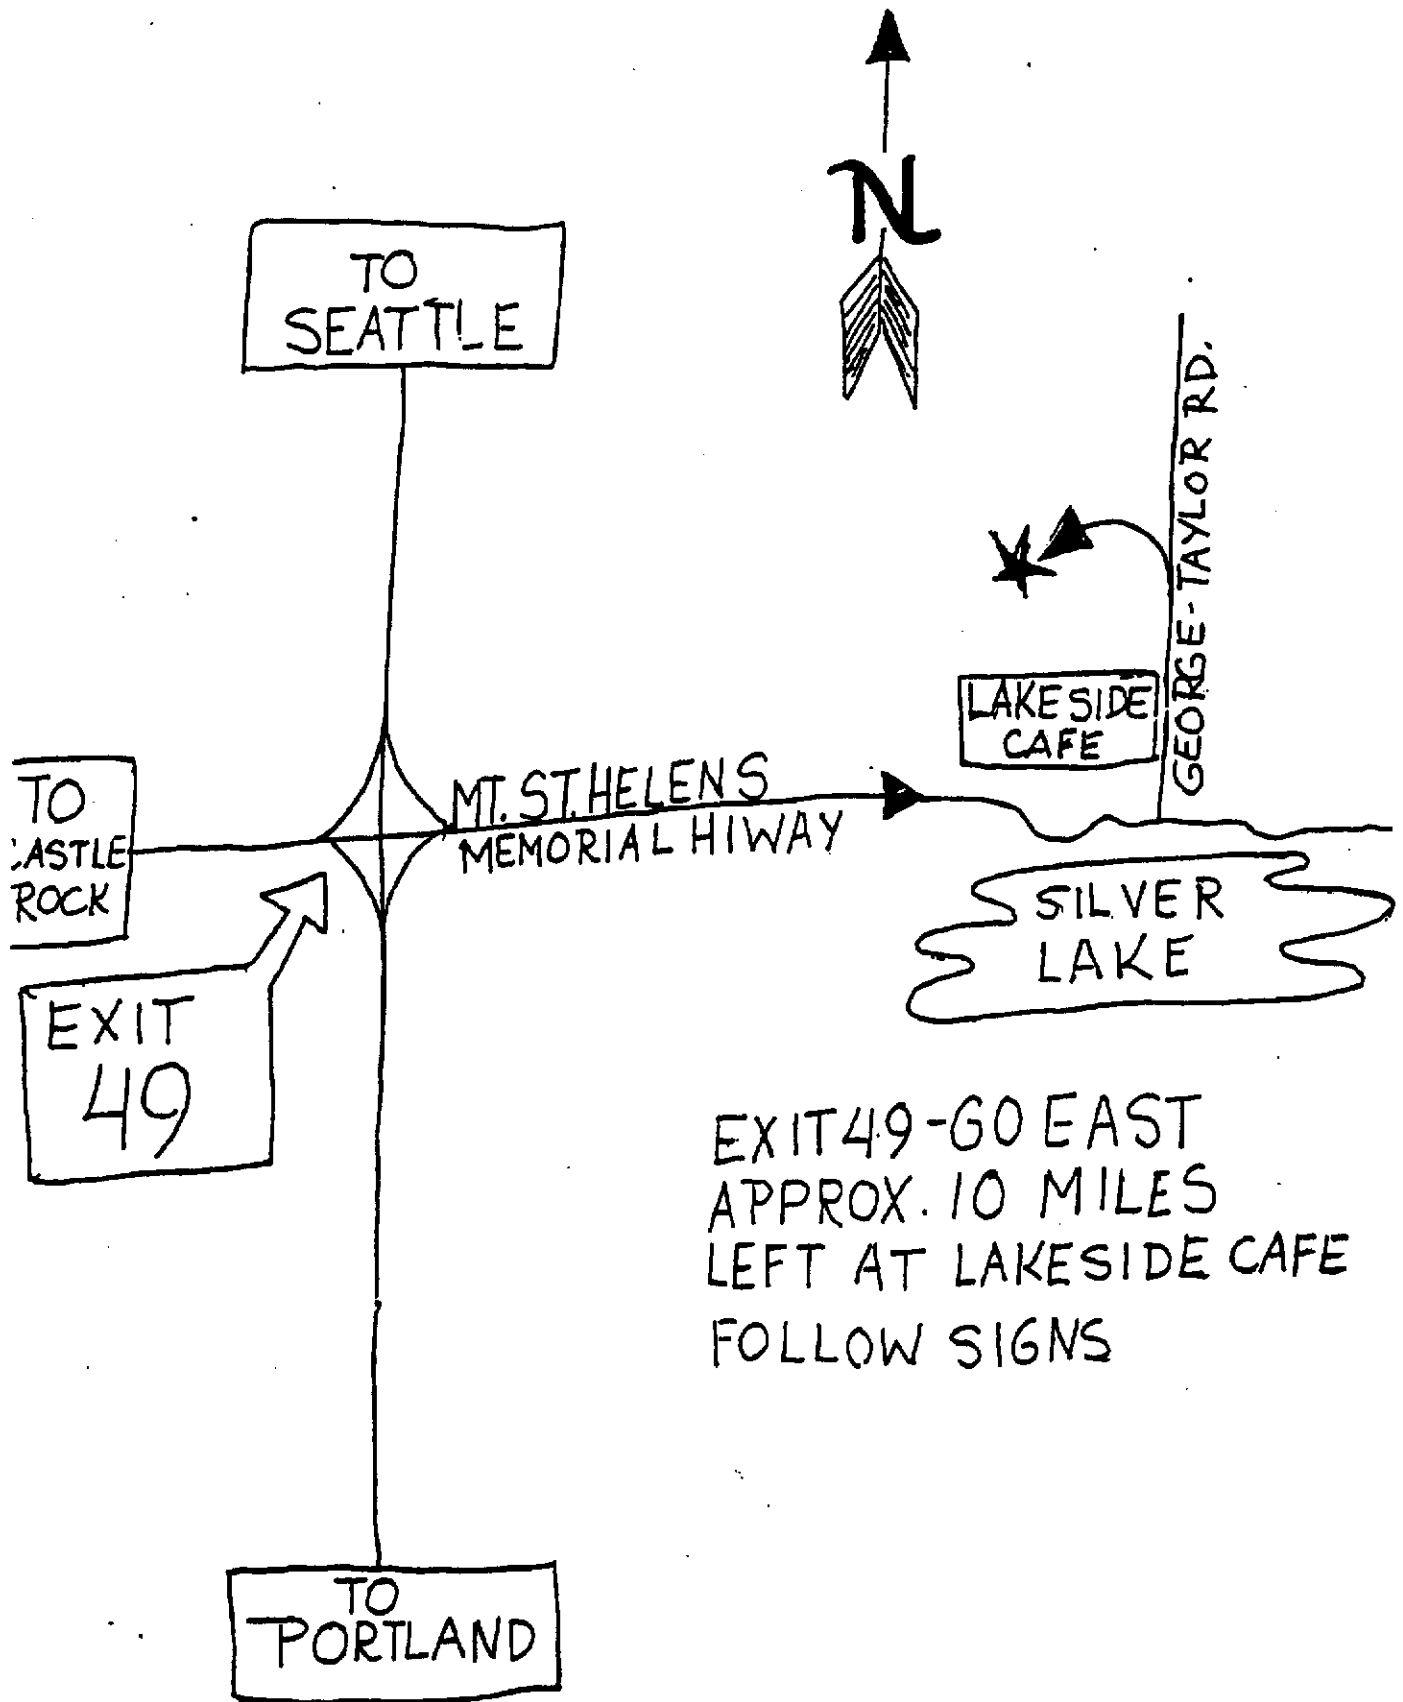 N
TO
SEATTLE
GEORGE-TAYLOR RD.
LAKESIDE
CAFE
TO
CASTLE
ROCK
MT. ST. HELENS
MEMORIAL HIWAY
SILVER
LAKE
EXIT
49
EXIT 49 - GO EAST
APPROX. 10 MILES
LEFT AT LAKESIDE CAFE
FOLLOW SIGNS
TO
PORTLAND